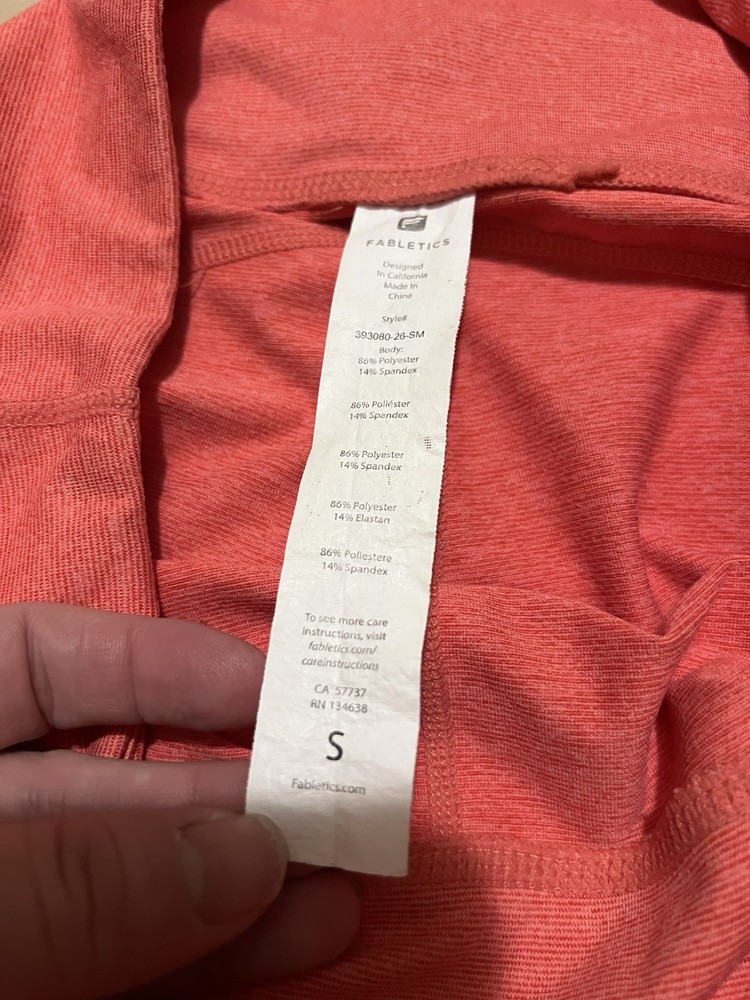 FABLETICS
Designed
In California
Made In
China
Style#
393080-26-SM
Body:
86% Polyester
14% Spandex
86% Poliéster
14% Spandex
86% Polyester
14% Spandex
86% Polyester
14% Elastan
86% Poliestere
14% Spandex
To see more care
instructions, visit
fabletics.com/
careinstructions
CA 57737
RN 134638
S
Fabletics.com